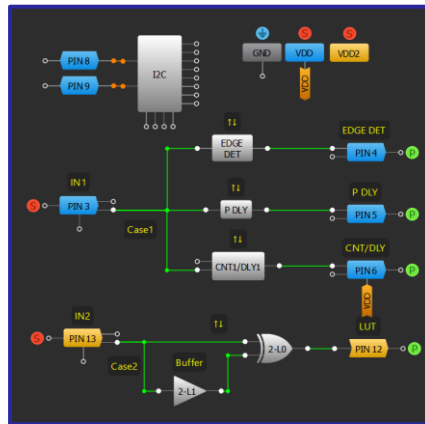 S S
PIN 8
I2C
GND VDD VDD2
PIN 9
VDD
↑↓ EDGE DET
EDGE
DET
PIN 4 P
IN1 ↑↓ P DLY
S PIN 3 P DLY PIN 5 P
Case1 ↑↓ CNT/DLY
CNT1/DLY1 PIN 6 P
VDD
IN2 ↑↓ LUT
S PIN 13 2-L0 PIN 12 P
Case2 Buffer
2-L1